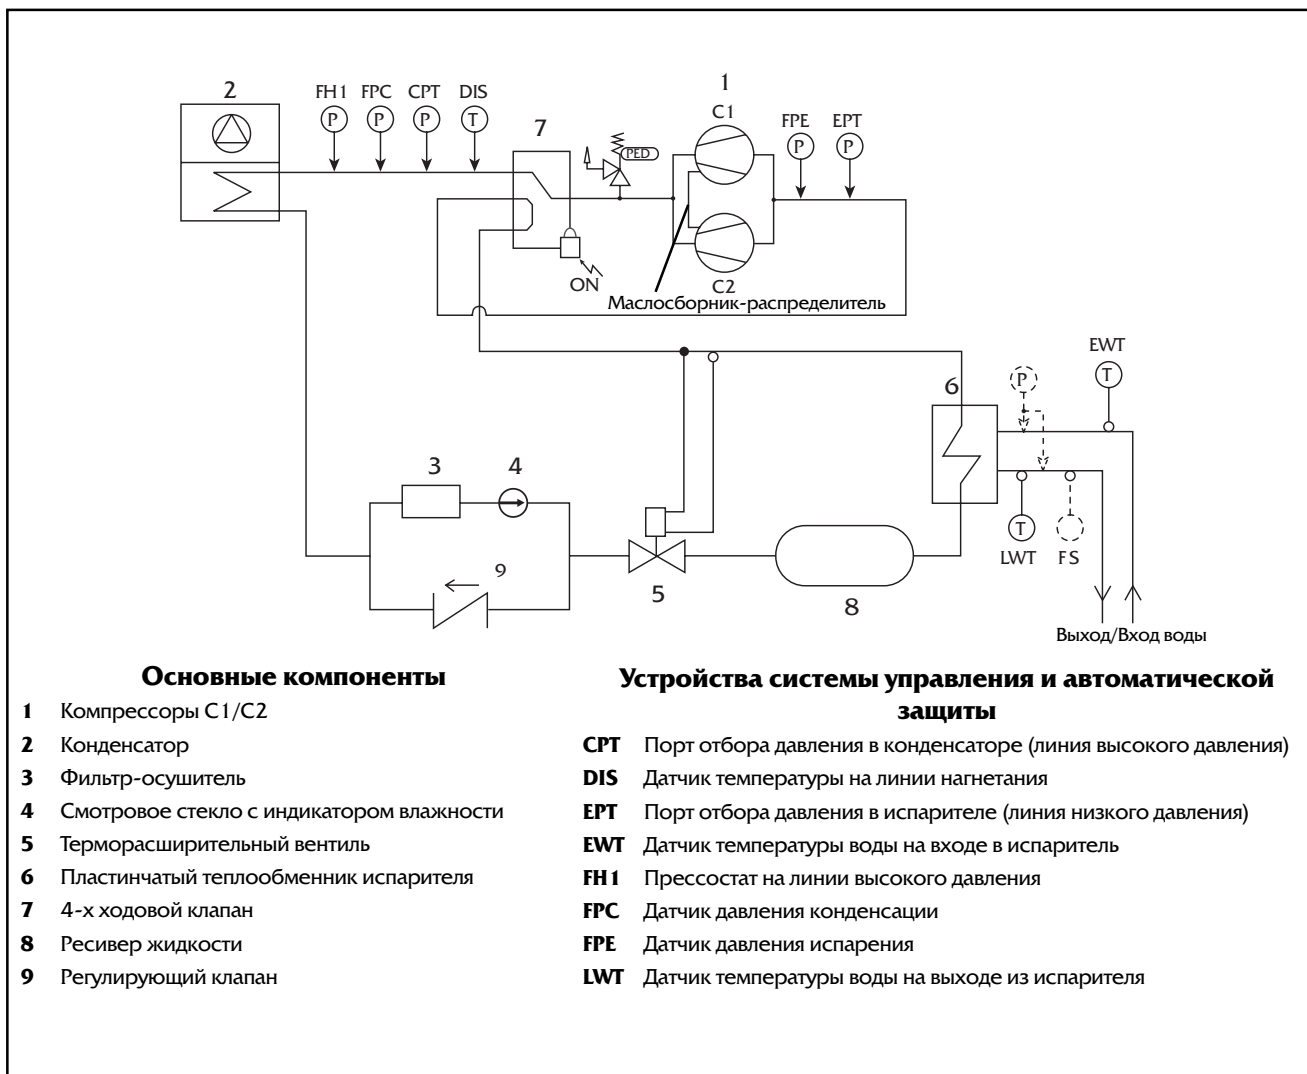 1
2
FH1 FPC CPT DIS
C1
P P P T
7
PED
FPE EPT
P P
ON
C2
Маслосборник-распределитель
EWT
P
T
6
3
4
T
LWT FS
9
5
8
Выход/Вход воды
Основные компоненты
1 Компрессоры C1/C2
2 Конденсатор
3 Фильтр-осушитель
4 Смотровое стекло с индикатором влажности
5 Терморасширительный вентиль
6 Пластинчатый теплообменник испарителя
7 4-х ходовой клапан
8 Ресивер жидкости
9 Регулирующий клапан
Устройства системы управления и автоматической
защиты
CPT Порт отбора давления в конденсаторе (линия высокого давления)
DIS Датчик температуры на линии нагнетания
EPT Порт отбора давления в испарителе (линия низкого давления)
EWT Датчик температуры воды на входе в испаритель
FH1 Прессостат на линии высокого давления
FPC Датчик давления конденсации
FPE Датчик давления испарения
LWT Датчик температуры воды на выходе из испарителя